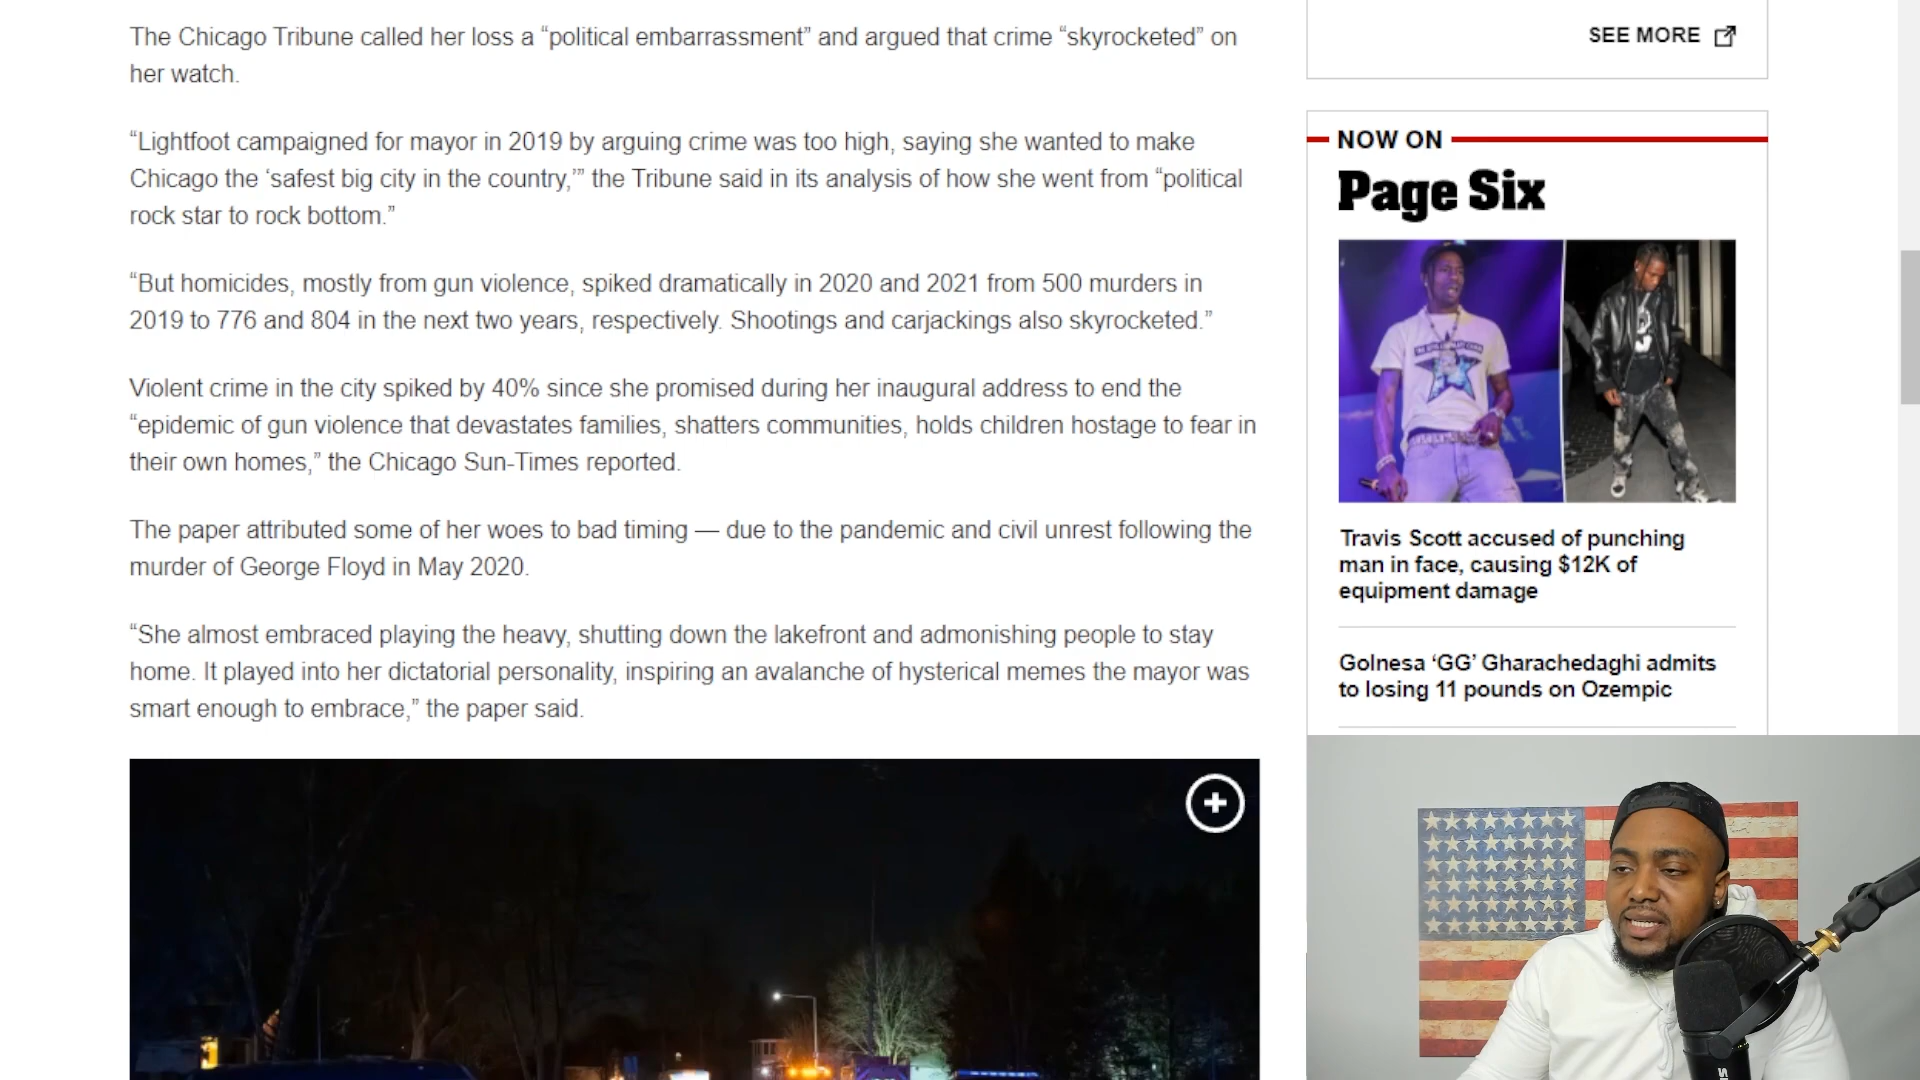 The Chicago Tribune called her loss a “political embarrassment” and argued that crime “skyrocketed” on
her watch.
“Lightfoot campaigned for mayor in 2019 by arguing crime was too high, saying she wanted to make
Chicago the ‘safest big city in the country,’” the Tribune said in its analysis of how she went from “political
rock star to rock bottom.”
“But homicides, mostly from gun violence, spiked dramatically in 2020 and 2021 from 500 murders in
2019 to 776 and 804 in the next two years, respectively. Shootings and carjackings also skyrocketed.”
Violent crime in the city spiked by 40% since she promised during her inaugural address to end the
“epidemic of gun violence that devastates families, shatters communities, holds children hostage to fear in
their own homes,” the Chicago Sun-Times reported.
The paper attributed some of her woes to bad timing — due to the pandemic and civil unrest following the
murder of George Floyd in May 2020.
“She almost embraced playing the heavy, shutting down the lakefront and admonishing people to stay
home. It played into her dictatorial personality, inspiring an avalanche of hysterical memes the mayor was
smart enough to embrace,” the paper said.
SEE MORE
NOW ON
Page Six
Travis Scott accused of punching
man in face, causing $12K of
equipment damage
Golnesa ‘GG’ Gharachedaghi admits
to losing 11 pounds on Ozempic